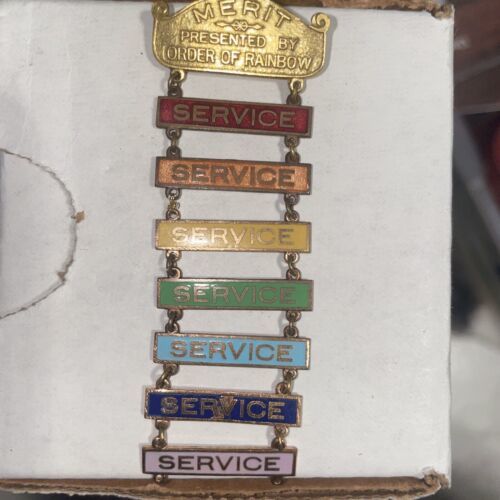 MERIT
PRESENTED BY
ORDER OF RAINBOW
SERVICE
SERVICE
SERVICE
SERVICE
SERVICE
SERVICE
SERVICE